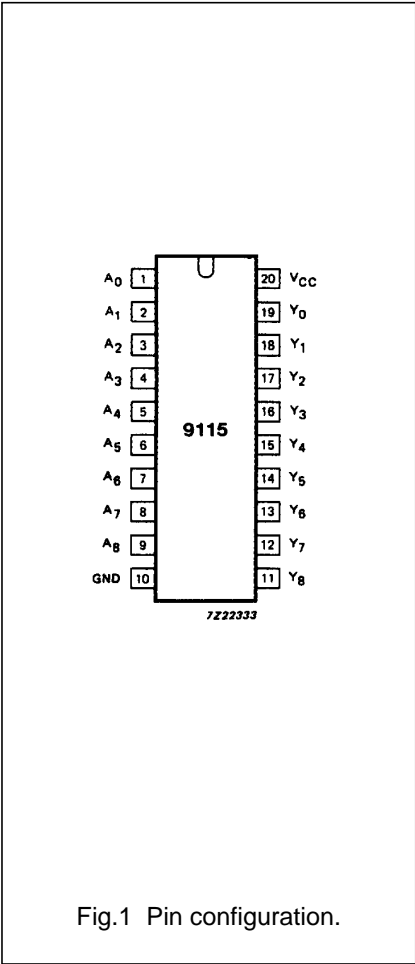 A0 1 20 VCC
A1 2 19 Y0
A2 3 18 Y1
A3 4 17 Y2
A4 5 16 Y3
9115
A5 6 15 Y4
A6 7 14 Y5
A7 8 13 Y6
A8 9 12 Y7
GND 10 11 Y8
7Z22333
Fig.1 Pin configuration.